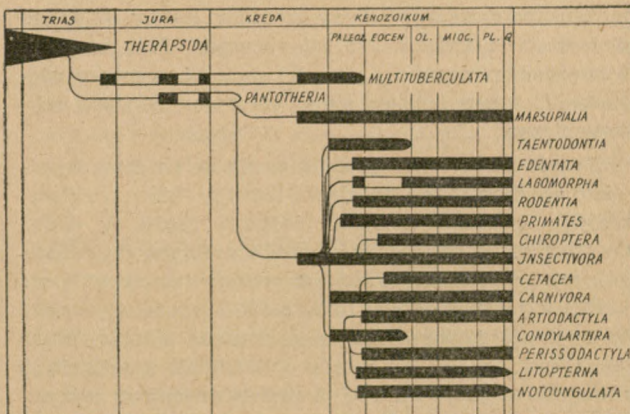 TRIAS JURA KREDA KENOZOIKUM
PALEOZ. EOCEN OL. MIOC. PL. Q
THERAPSIDA
MULTITUBERCULATA
PANTOTHERIA
MARSUPIALIA
TAENTODONTIA
EDENTATA
LAGOMORPHA
RODENTIA
PRIMATES
CHIROPTERA
JNSECTIVORA
CETACEA
CARNIVORA
ARTIODACTYLA
CONDYLARTHRA
PERISSODACTYLA
LITOPTERNA
NOTOUNGULATA